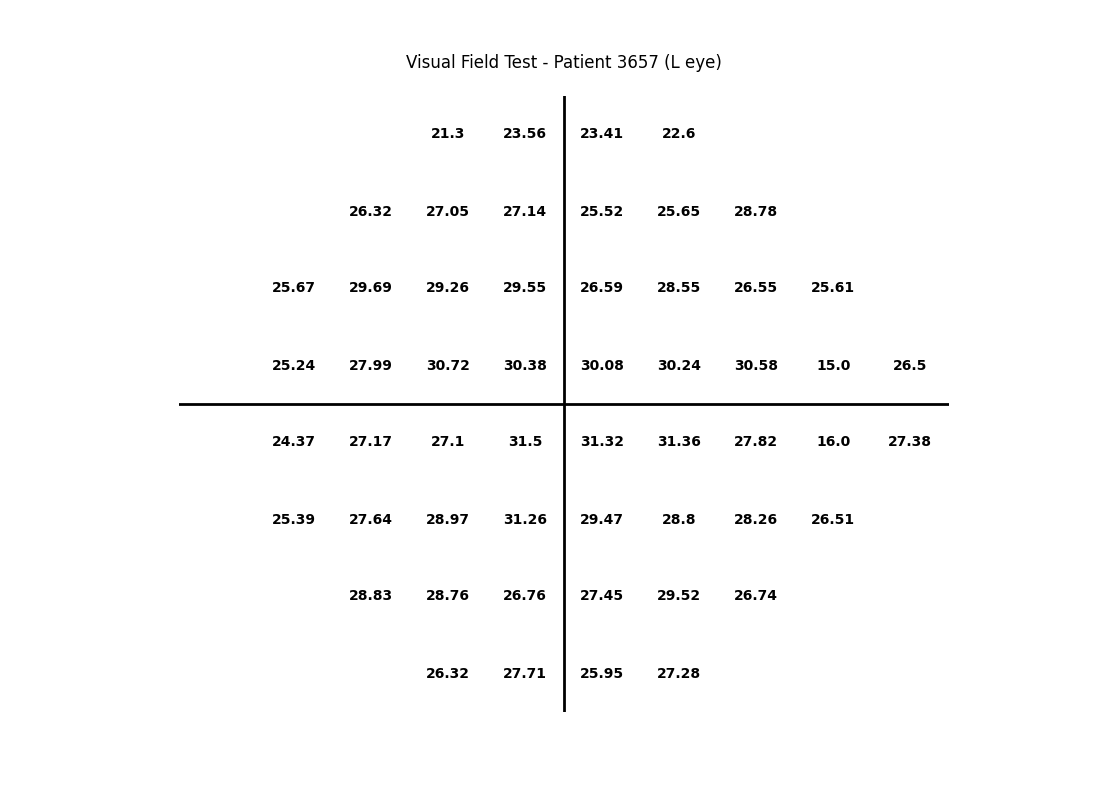 Visual Field Test - Patient 3657 (L eye)
21.3 23.56 23.41 22.6
26.32 27.05 27.14 25.52 25.65 28.78
25.67 29.69 29.26 29.55 26.59 28.55 26.55 25.61
25.24 27.99 30.72 30.38 30.08 30.24 30.58 15.0 26.5
24.37 27.17 27.1 31.5 31.32 31.36 27.82 16.0 27.38
25.39 27.64 28.97 31.26 29.47 28.8 28.26 26.51
28.83 28.76 26.76 27.45 29.52 26.74
26.32 27.71 25.95 27.28